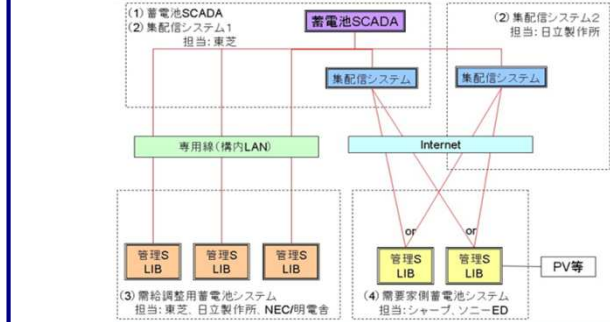 (1) 蓄電池SCADA
(2) 集配信システム1
担当: 東芝
蓄電池SCADA
(2) 集配信システム2
担当: 日立製作所
集配信システム
集配信システム
専用線(構内LAN)
Internet
or
or
管理S
LIB
管理S
LIB
管理S
LIB
管理S
LIB
管理S
LIB
PV等
(3) 需給調整用蓄電池システム
担当: 東芝、日立製作所、NEC/明電舎
(4) 需要家側蓄電池システム
担当: シャープ、ソニーED